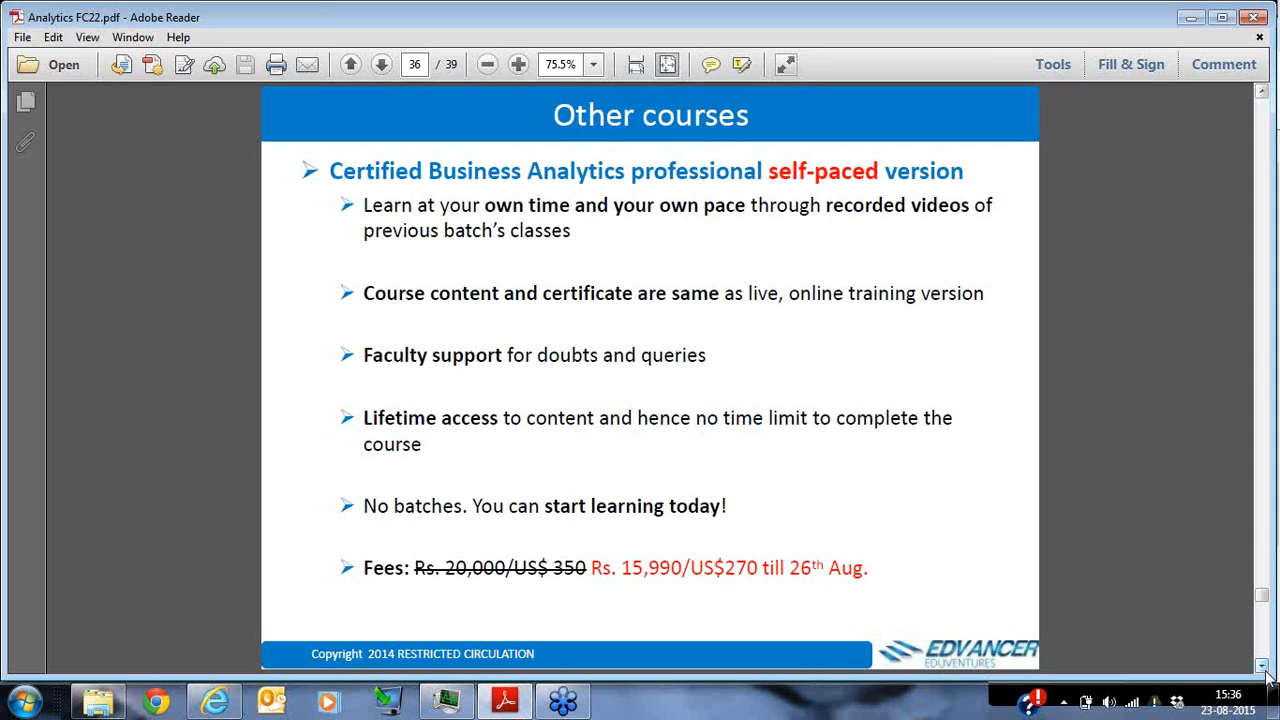 Analytics FC22.pdf - Adobe Reader
File Edit View Window Help
Open 36 / 39 75.5% Tools Fill & Sign Comment
Other courses
Certified Business Analytics professional self-paced version
Learn at your own time and your own pace through recorded videos of
previous batch’s classes
Course content and certificate are same as live, online training version
Faculty support for doubts and queries
Lifetime access to content and hence no time limit to complete the
course
No batches. You can start learning today!
Fees: Rs. 20,000/US$ 350 Rs. 15,990/US$270 till 26th Aug.
Copyright 2014 RESTRICTED CIRCULATION
EDVANCER
EDUVENTURES
15:36
23-08-2015